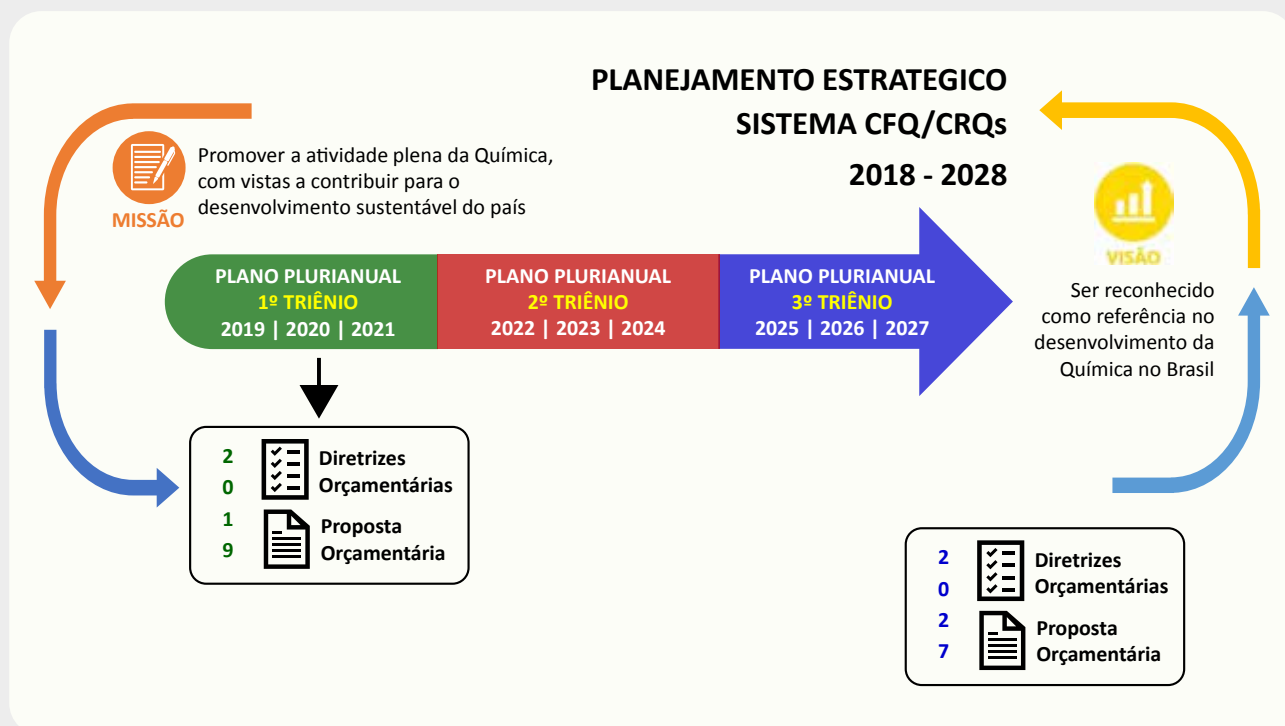 PLANEJAMENTO ESTRATEGICO
SISTEMA CFQ/CRQs
2018 - 2028
MISSÃO
Promover a atividade plena da Química,
com vistas a contribuir para o
desenvolvimento sustentável do país
VISÃO
Ser reconhecido
como referência no
desenvolvimento da
Química no Brasil
PLANO PLURIANUAL
1º TRIÊNIO
2019 | 2020 | 2021
PLANO PLURIANUAL
2º TRIÊNIO
2022 | 2023 | 2024
PLANO PLURIANUAL
3º TRIÊNIO
2025 | 2026 | 2027
2
0
1
9
Diretrizes
Orçamentárias
Proposta
Orçamentária
2
0
2
7
Diretrizes
Orçamentárias
Proposta
Orçamentária